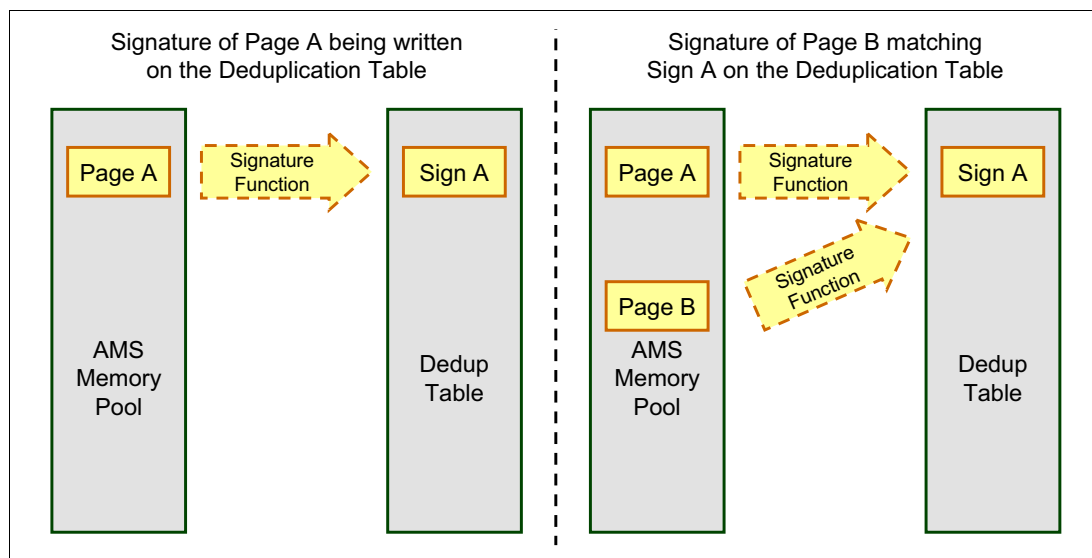 Signature of Page A being written
on the Deduplication Table
Page A
Signature
Function
Sign A
AMS
Memory
Pool
Dedup
Table
Signature of Page B matching
Sign A on the Deduplication Table
Page A
Signature
Function
Sign A
Signature
Function
Page B
AMS
Memory
Pool
Dedup
Table